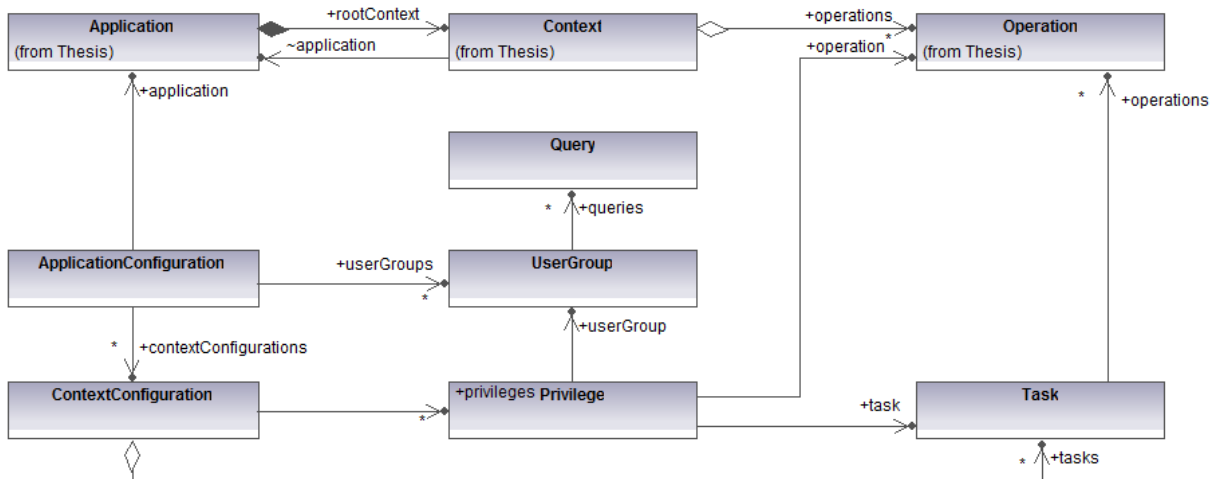 Application
(from Thesis)
+rootContext
~application
Context
(from Thesis)
+operations
*
+operation
Operation
(from Thesis)
+application
*
+operations
Query
*
+queries
ApplicationConfiguration
+userGroups
*
UserGroup
*
+contextConfigurations
+userGroup
ContextConfiguration
*
+privileges
Privilege
+task
Task
*
+tasks